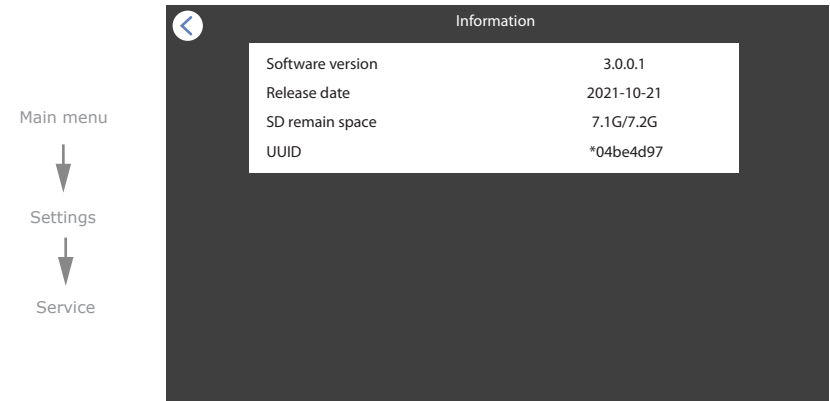 Main menu
Settings
Service
Information
Software version 3.0.0.1
Release date 2021-10-21
SD remain space 7.1G/7.2G
UUID *04be4d97